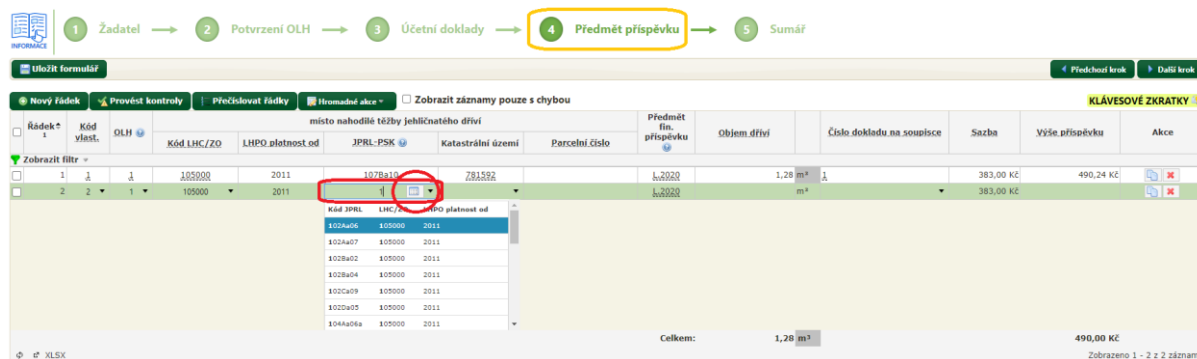 INFORMACE
1 Žadatel 2 Potvrzení OLH 3 Účetní doklady 4 Předmět příspěvku 5 Sumář
Uložit formulář Předchozí krok Další krok
Nový řádek Provést kontroly Přečíslovat řádky Hromadné akce Zobrazit záznamy pouze s chybou KLÁVESOVÉ ZKRATKY
Řádek 1 Kód vlast. OLH místo nahodilé těžby jehličnatého dříví Předmět fin. příspěvku Objem dříví Číslo dokladu na soupisce Sazba Výše příspěvku Akce
Kód LHC/ZO LHPO platnost od JPRL-PSK Katastrální území Parcelní číslo
Zobrazit filtr
1 1 1 105000 2011 107Ba10 781592 I.2020 1,28 m³ 1 383,00 Kč 490,24 Kč
2 2 1 105000 2011 1 I.2020 m³ 383,00 Kč
Kód JPRL LHC/ZO LHPO platnost od
102Aa06 105000 2011
102Aa07 105000 2011
102Ba02 105000 2011
102Ba04 105000 2011
102Ca09 105000 2011
102Da05 105000 2011
104Aa06a 105000 2011
Celkem: 1,28 m³ 490,00 Kč
XLSX Zobrazeno 1 - 2 z 2 záznam